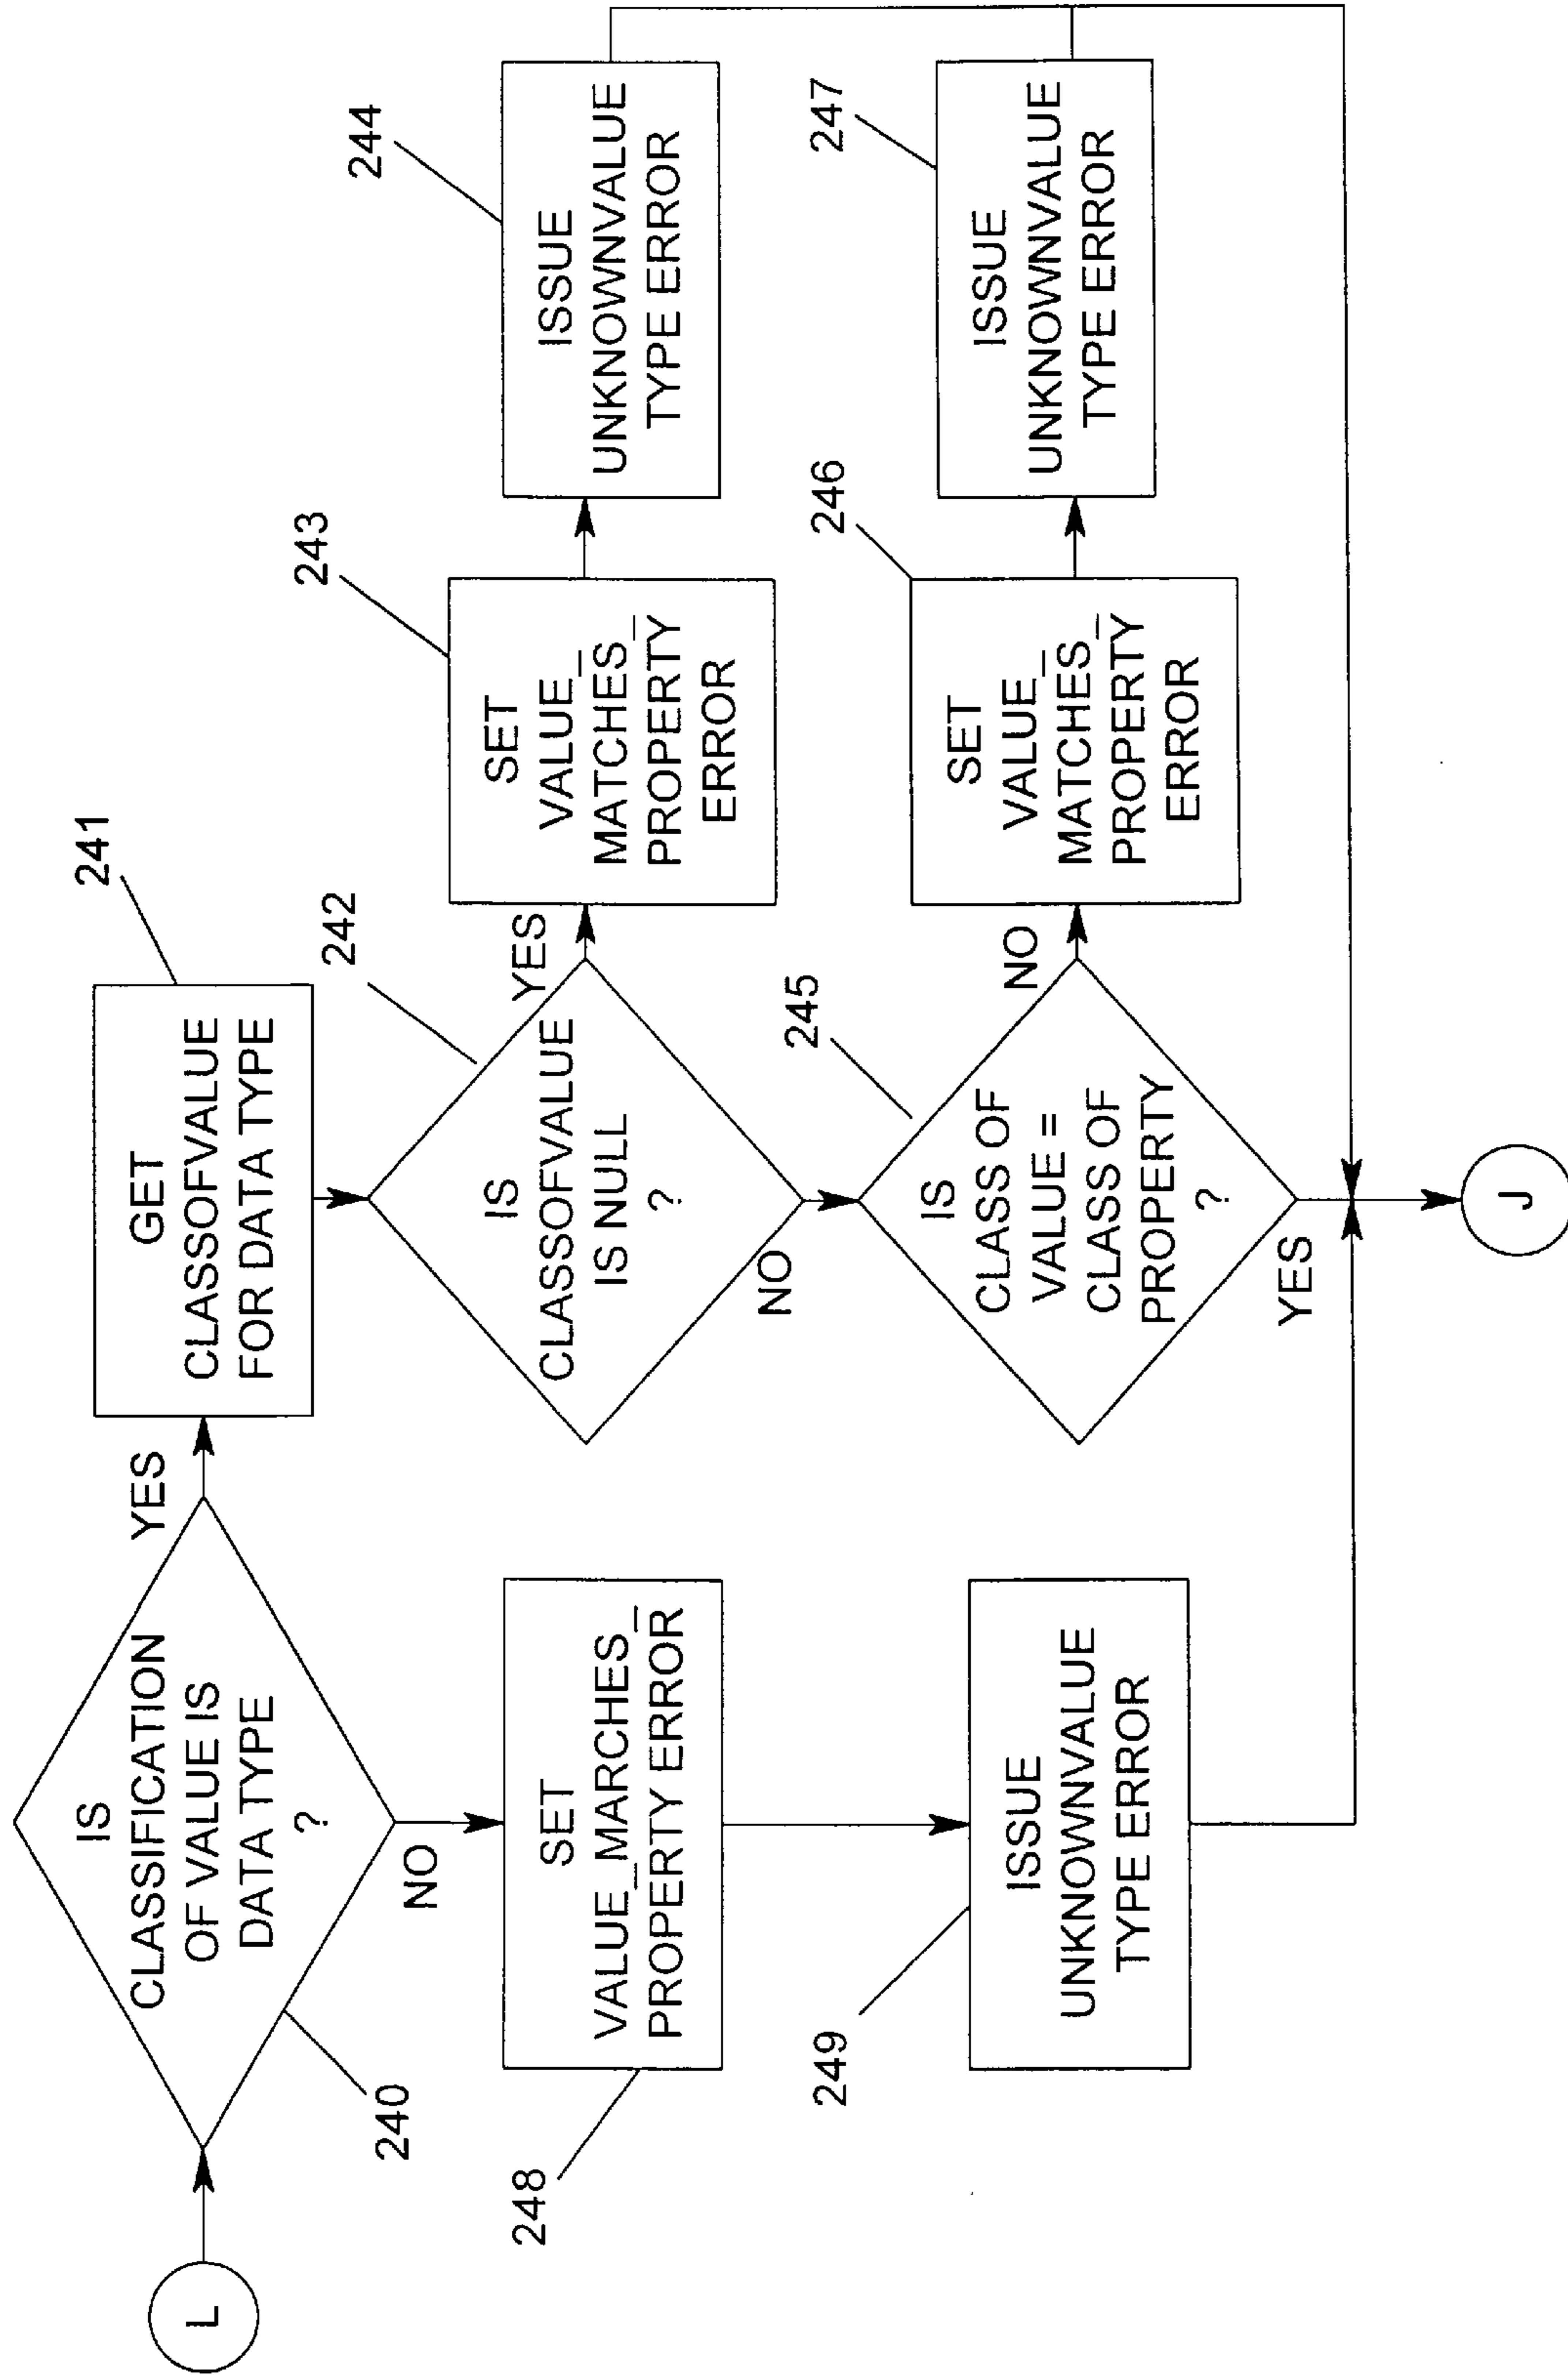 L
240
IS
CLASSIFICATION
OF VALUE IS
DATA TYPE
?
YES
NO
241
GET
CLASSOFVALUE
FOR DATA TYPE
242
IS
CLASSOFVALUE
IS NULL
?
YES
NO
243
SET
VALUE_
MATCHES_
PROPERTY
ERROR
244
ISSUE
UNKNOWNVALUE
TYPE ERROR
248
SET
VALUE_MARCHES_
PROPERTY ERROR
249
ISSUE
UNKNOWNVALUE
TYPE ERROR
245
IS
CLASS OF
VALUE =
CLASS OF
PROPERTY
?
NO
YES
246
SET
VALUE_
MATCHES_
PROPERTY
ERROR
247
ISSUE
UNKNOWNVALUE
TYPE ERROR
J